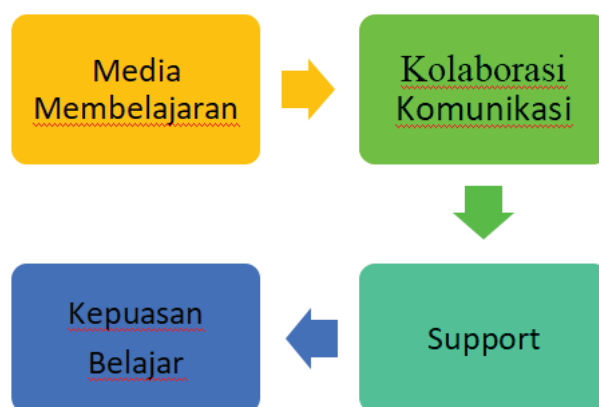 Media
Membelajaran
Kolaborasi
Komunikasi
Support
Kepuasan
Belajar